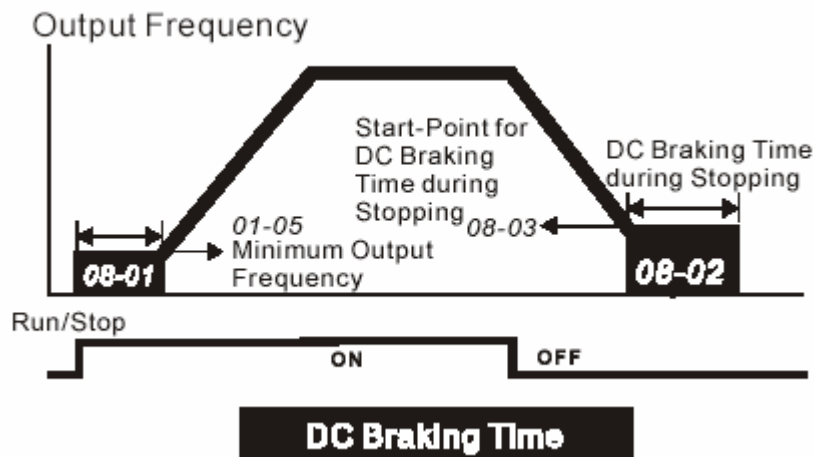 Output Frequency
Start-Point for
DC Braking
Time during
Stopping
08-03
DC Braking Time
during Stopping
01-05
Minimum Output
Frequency
08-01
08-02
Run/Stop
ON
OFF
DC Braking Time